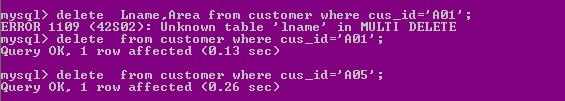 mysql> delete  Lname,Area from customer where cus_id='A01';
ERROR 1109 (42S02): Unknown table 'lname' in MULTI DELETE
mysql> delete  from customer where cus_id='A01';
Query OK, 1 row affected (0.13 sec)
mysql> delete  from customer where cus_id='A05';
Query OK, 1 row affected (0.26 sec)